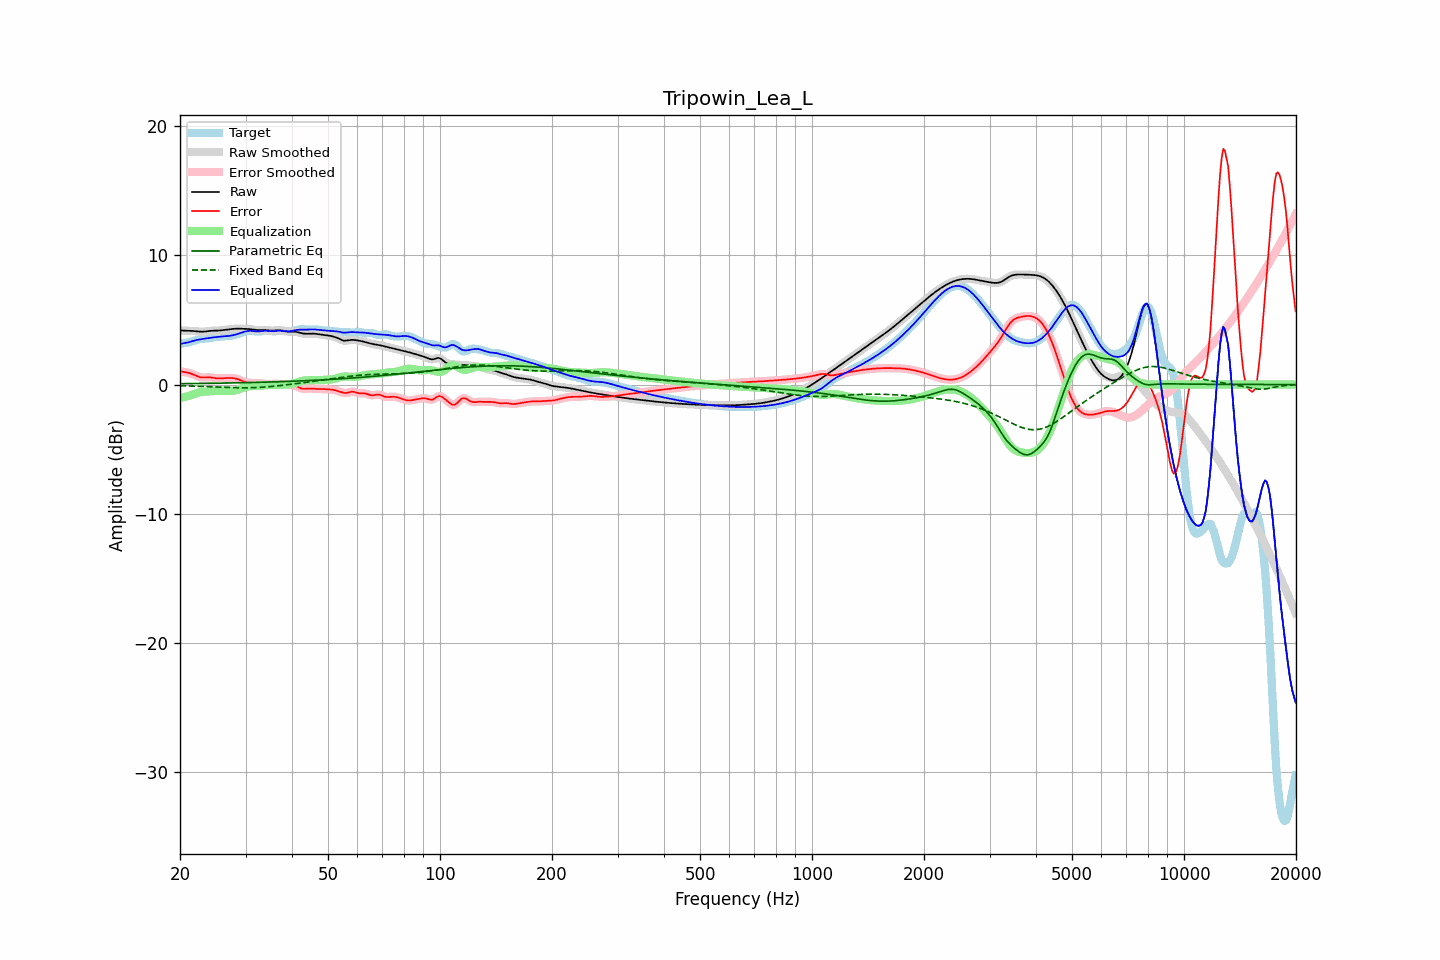 Tripowin_Lea_L
Target
Raw Smoothed
Error Smoothed
Raw
Error
Equalization
Parametric Eq
Fixed Band Eq
Equalized
20
10
0
−10
−20
−30
Amplitude (dBr)
20
50
100
200
500
1000
2000
5000
10000
20000
Frequency (Hz)